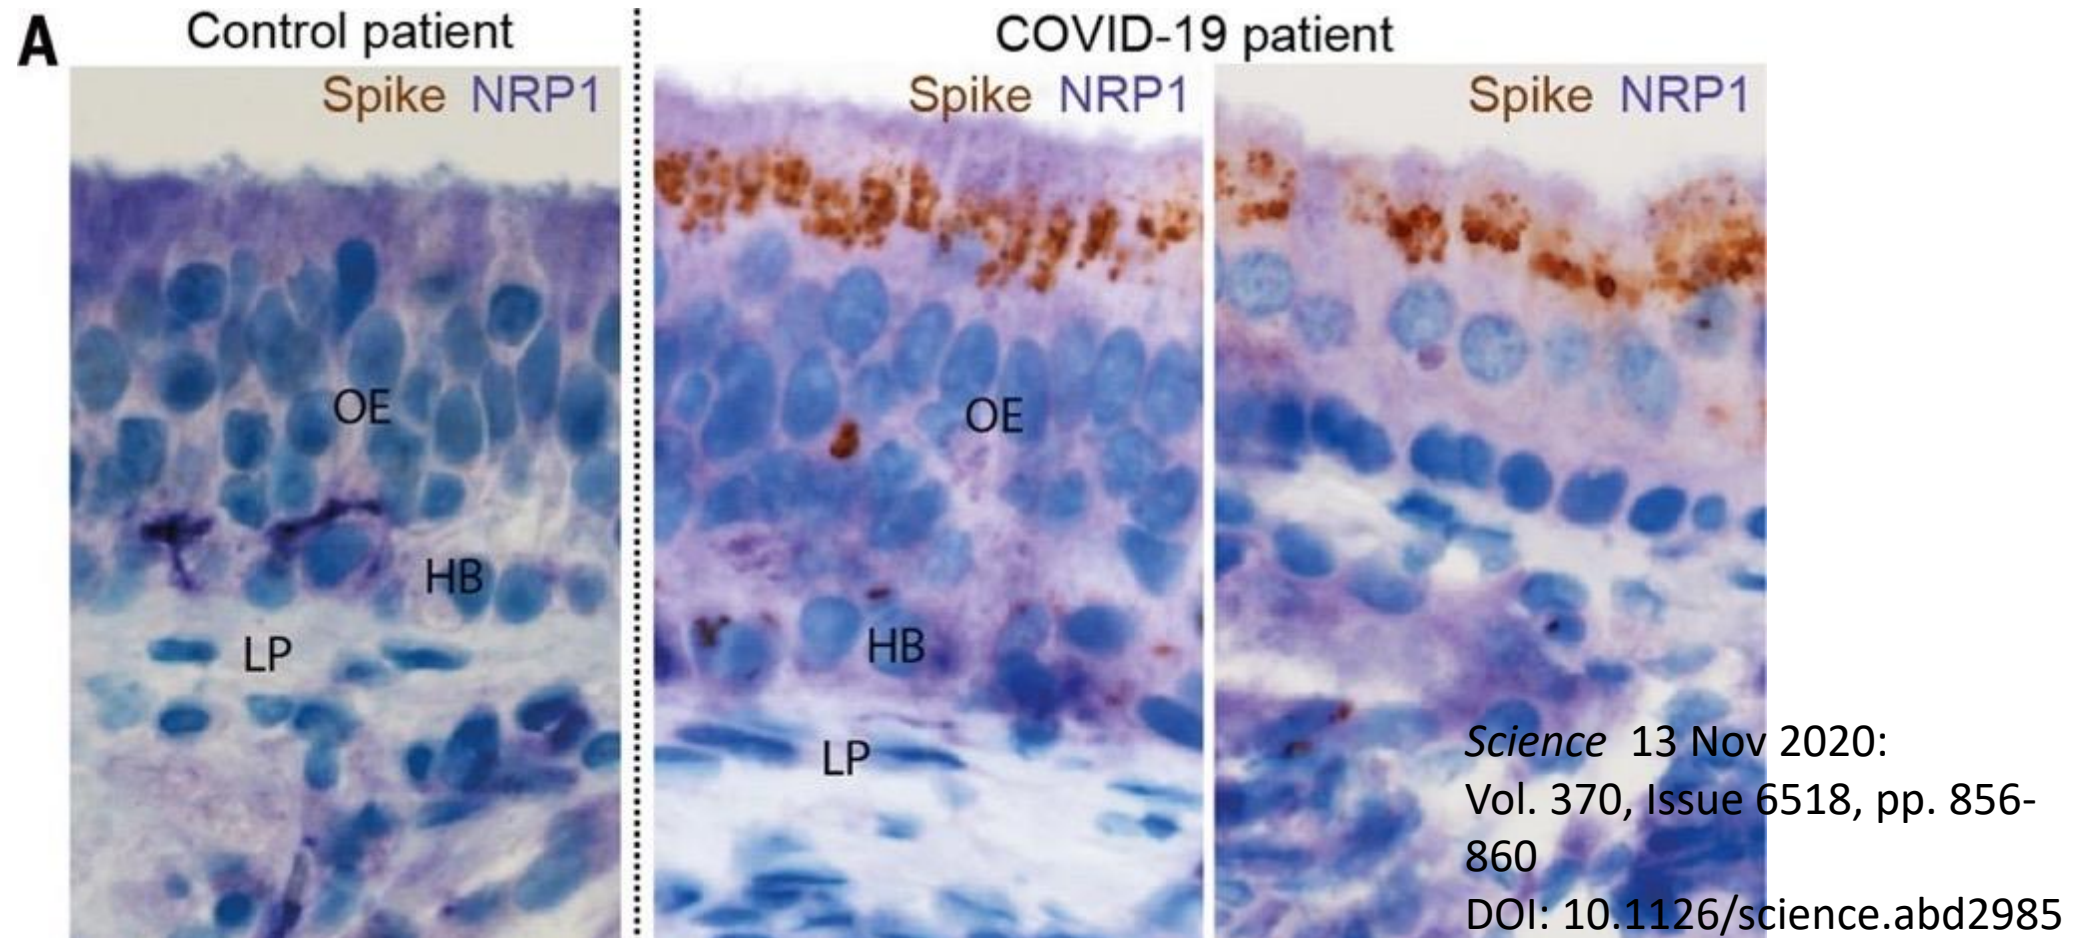 A
Control patient
COVID-19 patient
Spike NRP1
Spike NRP1
Spike NRP1
OE
HB
LP
OE
HB
LP
Science 13 Nov 2020:
Vol. 370, Issue 6518, pp. 856-
860
DOI: 10.1126/science.abd2985